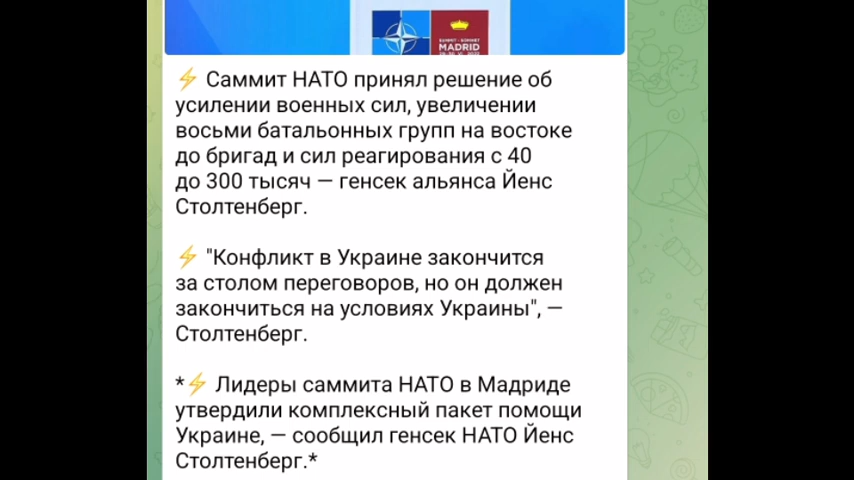 SUMMIT • SOMMET
MADRID
⚡ Саммит НАТО принял решение об
усилении военных сил, увеличении
восьми батальонных групп на востоке
до бригад и сил реагирования с 40
до 300 тысяч — генсек альянса Йенс
Столтенберг.
⚡ "Конфликт в Украине закончится
за столом переговоров, но он должен
закончиться на условиях Украины", —
Столтенберг.
*⚡ Лидеры саммита НАТО в Мадриде
утвердили комплексный пакет помощи
Украине, — сообщил генсек НАТО Йенс
Столтенберг.*